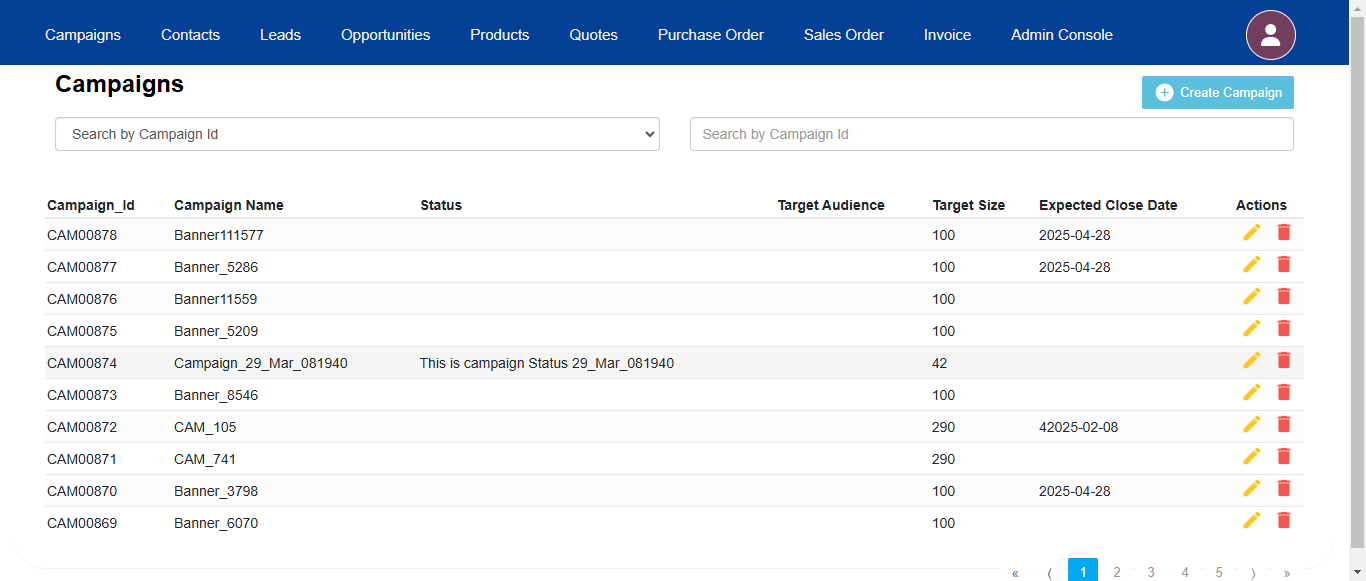 Campaigns Contacts Leads Opportunities Products Quotes Purchase Order Sales Order Invoice Admin Console
Campaigns
Create Campaign
Search by Campaign Id Search by Campaign Id
Campaign_Id Campaign Name Status Target Audience Target Size Expected Close Date Actions
CAM00878 Banner111577 100 2025-04-28
CAM00877 Banner_5286 100 2025-04-28
CAM00876 Banner11559 100
CAM00875 Banner_5209 100
CAM00874 Campaign_29_Mar_081940 This is campaign Status 29_Mar_081940 42
CAM00873 Banner_8546 100
CAM00872 CAM_105 290 42025-02-08
CAM00871 CAM_741 290
CAM00870 Banner_3798 100 2025-04-28
CAM00869 Banner_6070 100
« ⟨ 1 2 3 4 5 ⟩ »